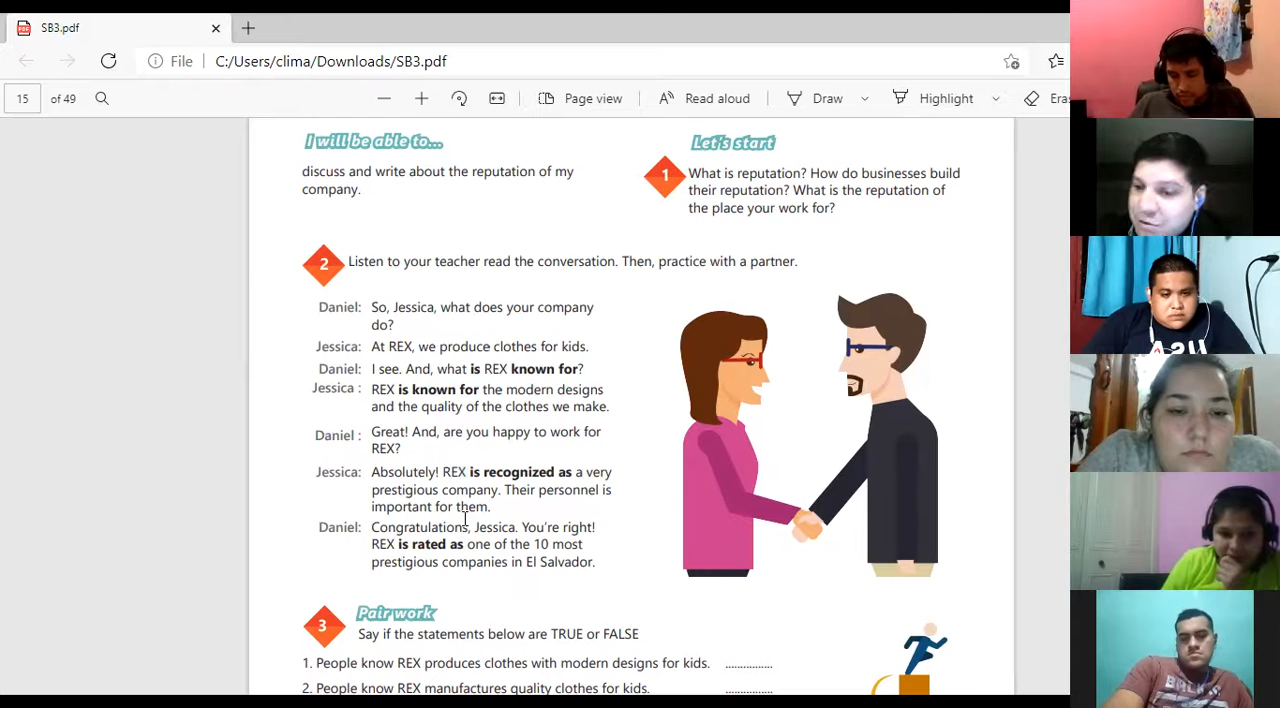 SB3.pdf
File
C:/Users/clima/Downloads/SB3.pdf
15 of 49
Page view
Read aloud
Draw
Highlight
Eras
I will be able to...
discuss and write about the reputation of my
company.
Let's start
1
What is reputation? How do businesses build
their reputation? What is the reputation of
the place your work for?
2
Listen to your teacher read the conversation. Then, practice with a partner.
Daniel: So, Jessica, what does your company
do?
Jessica: At REX, we produce clothes for kids.
Daniel: I see. And, what is REX known for?
Jessica : REX is known for the modern designs
and the quality of the clothes we make.
Daniel : Great! And, are you happy to work for
REX?
Jessica: Absolutely! REX is recognized as a very
prestigious company. Their personnel is
important for them.
Daniel: Congratulations, Jessica. You're right!
REX is rated as one of the 10 most
prestigious companies in El Salvador.
3
Pair work
Say if the statements below are TRUE or FALSE
1. People know REX produces clothes with modern designs for kids. ................
2. People know REX manufactures quality clothes for kids. ................